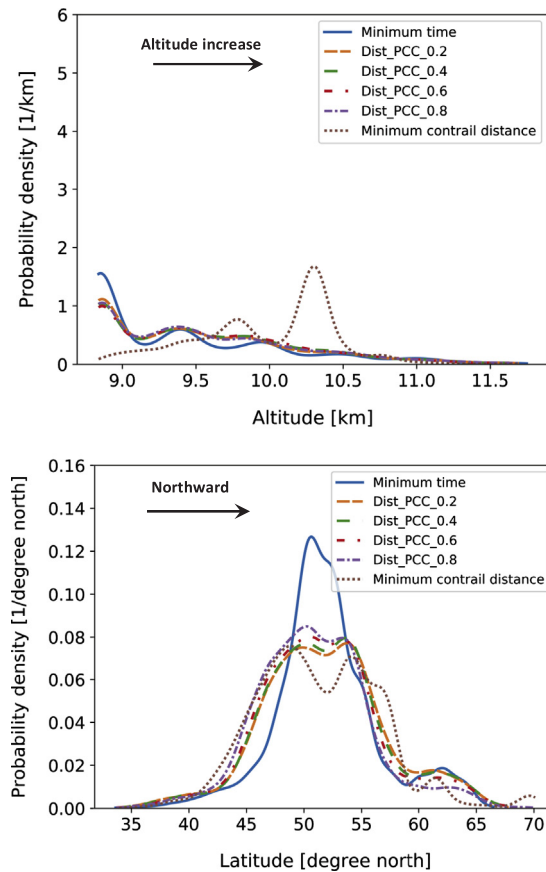 Probability density [1/km]
6
5
4
3
2
1
0
Altitude increase
Minimum time
Dist_PCC_0.2
Dist_PCC_0.4
Dist_PCC_0.6
Dist_PCC_0.8
Minimum contrail distance
9.0 9.5 10.0 10.5 11.0 11.5
Altitude [km]
Probability density [1/degree north]
0.16
0.14
0.12
0.10
0.08
0.06
0.04
0.02
0.00
Northward
Minimum time
Dist_PCC_0.2
Dist_PCC_0.4
Dist_PCC_0.6
Dist_PCC_0.8
Minimum contrail distance
35 40 45 50 55 60 65 70
Latitude [degree north]